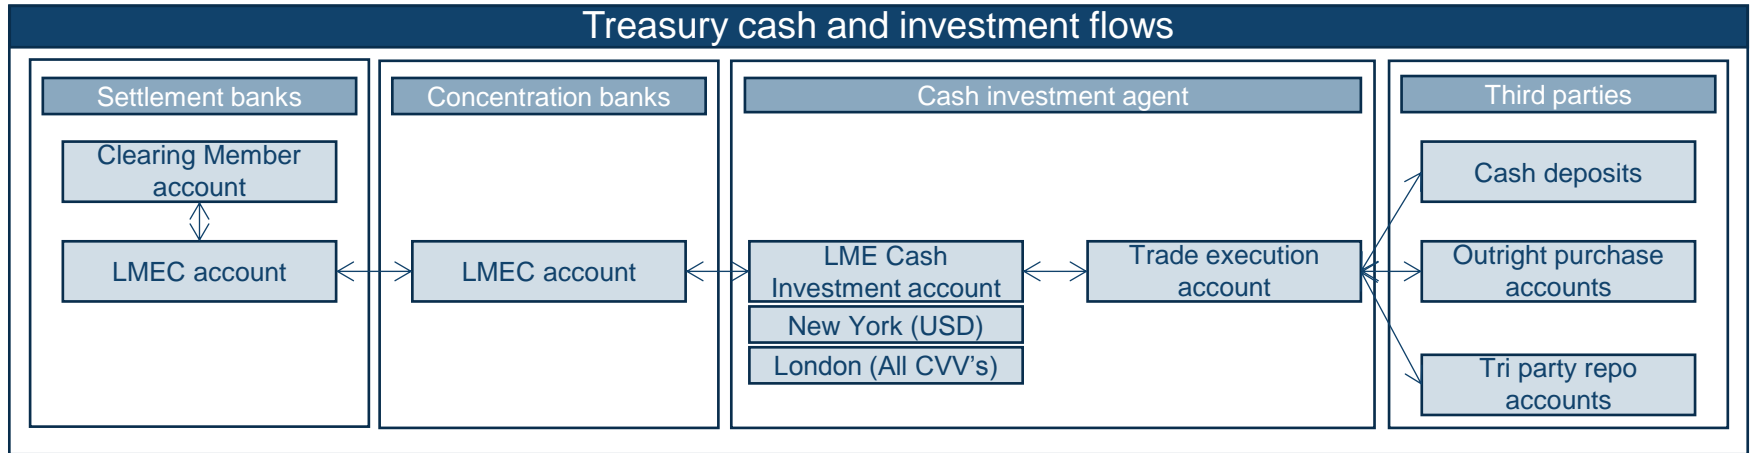 Treasury cash and investment flows
Settlement banks
Clearing Member
account
LMEC account
Concentration banks
LMEC account
Cash investment agent
LME Cash
Investment account
New York (USD)
London (All CVV's)
Trade execution
account
Third parties
Cash deposits
Outright purchase
accounts
Tri party repo
accounts